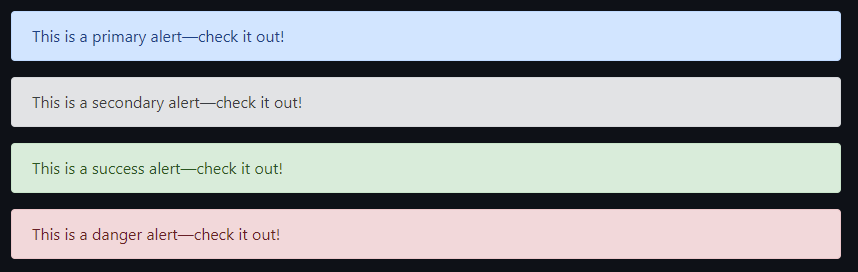 This is a primary alert—check it out!
This is a secondary alert—check it out!
This is a success alert—check it out!
This is a danger alert—check it out!